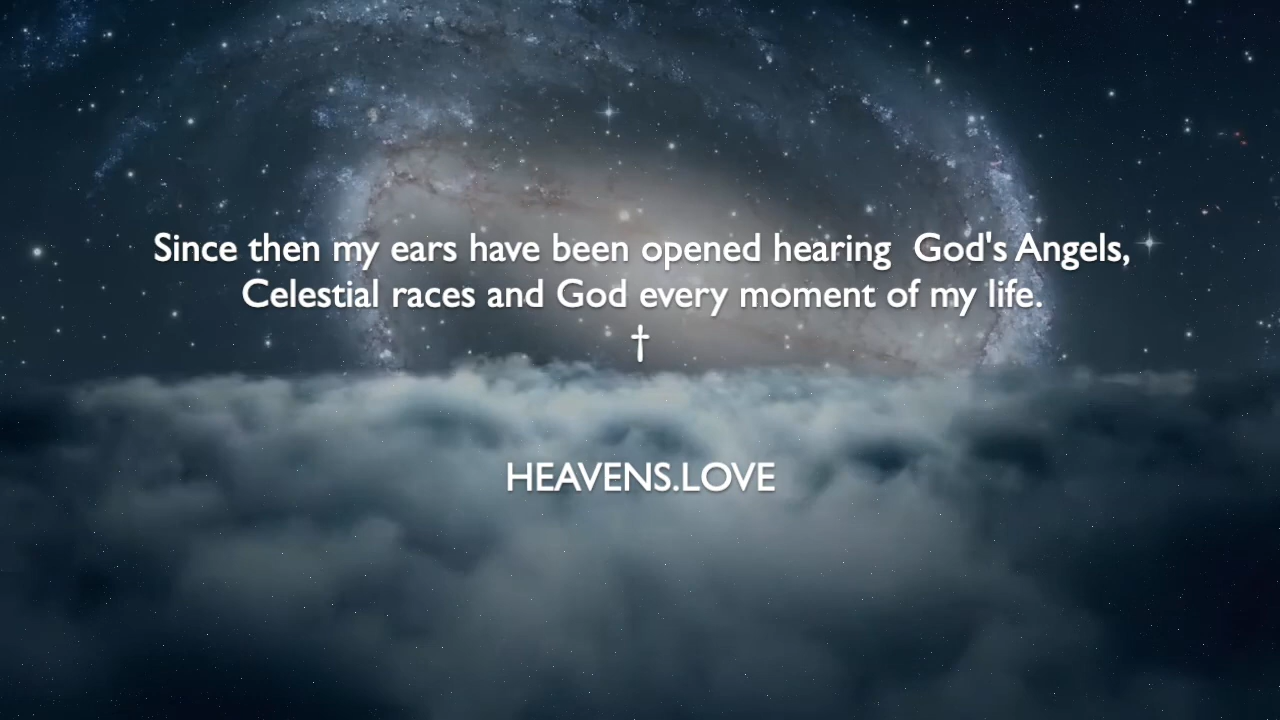 Since then my ears have been opened hearing  God's Angels,
Celestial races and God every moment of my life.
†
HEAVENS.LOVE